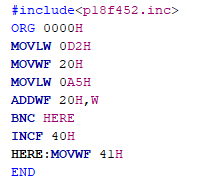 #include<p18f452.inc>
ORG 0000H
MOVLW 0D2H
MOVWF 20H
MOVLW 0A5H
ADDWF 20H,W
BNC HERE
INCF 40H
HERE:MOVWF 41H
END